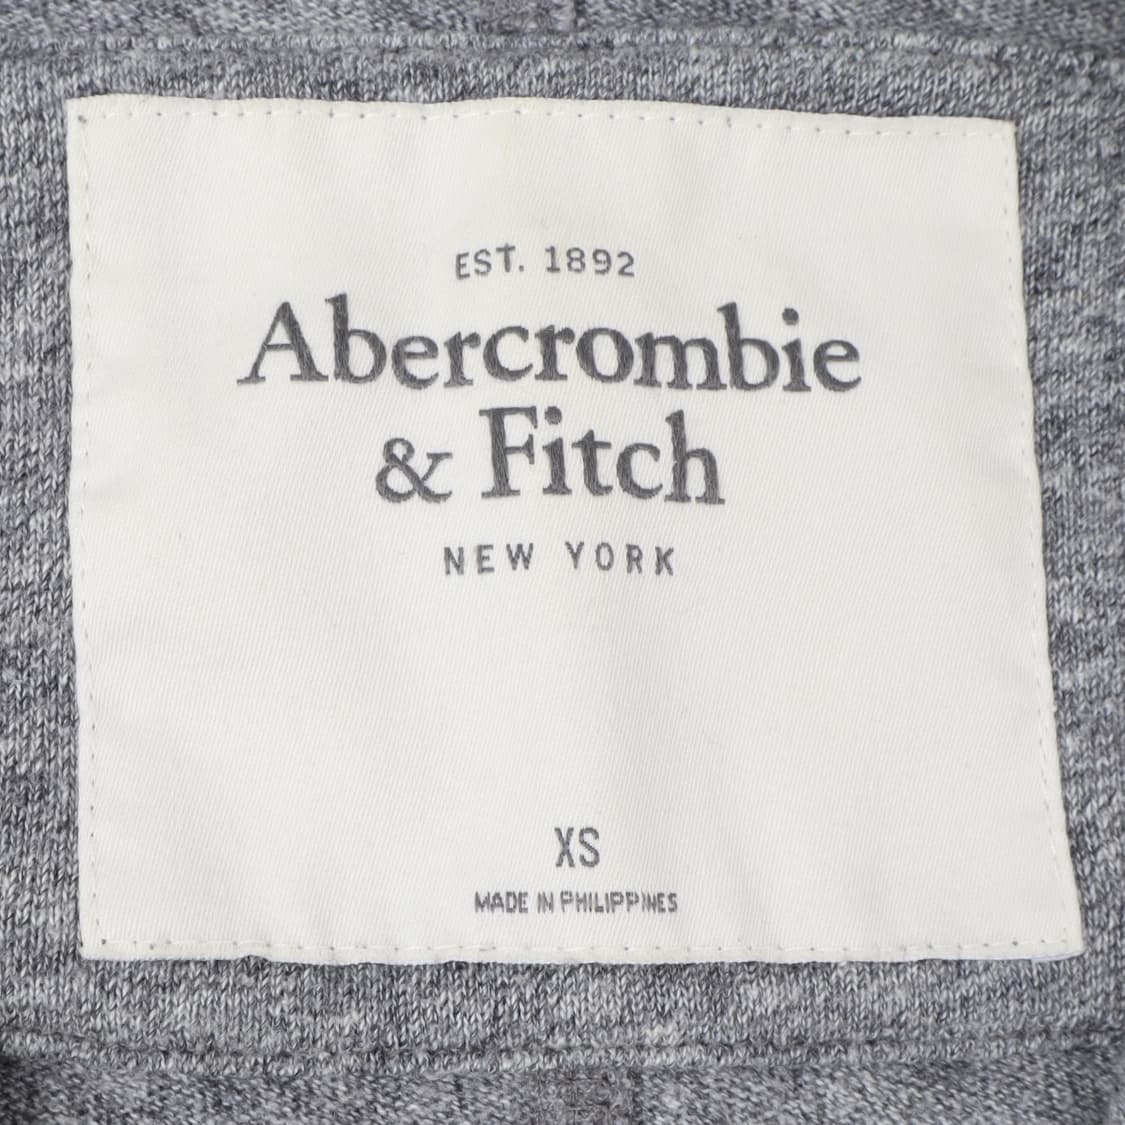 EST. 1892
Abercrombie
& Fitch
NEW YORK
XS
MADE IN PHILIPPINES